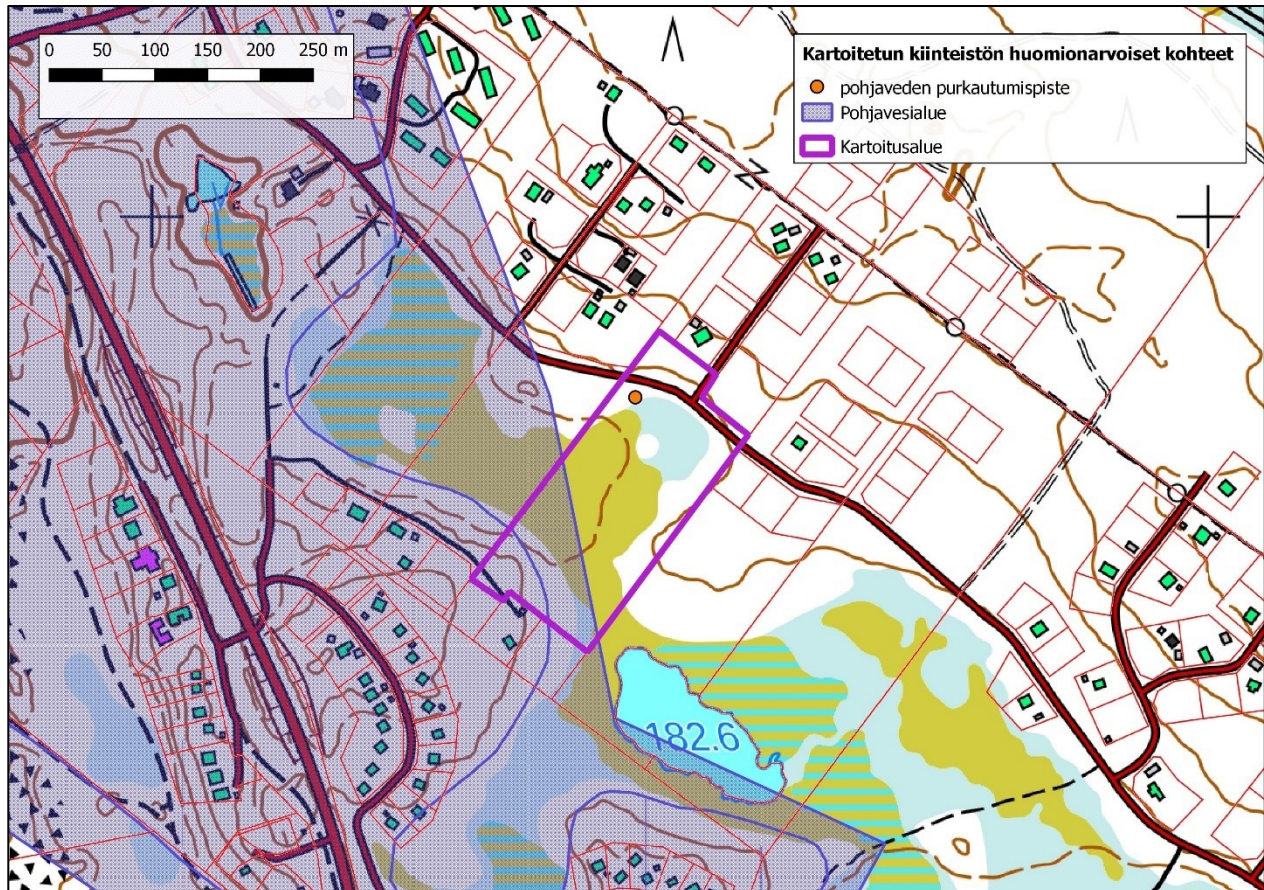 0 50 100 150 200 250 m
Kartoitetun kiinteistön huomionarvoiset kohteet
pohjaveden purkautumispiste
Pohjavesialue
Kartoitusalue
182.6